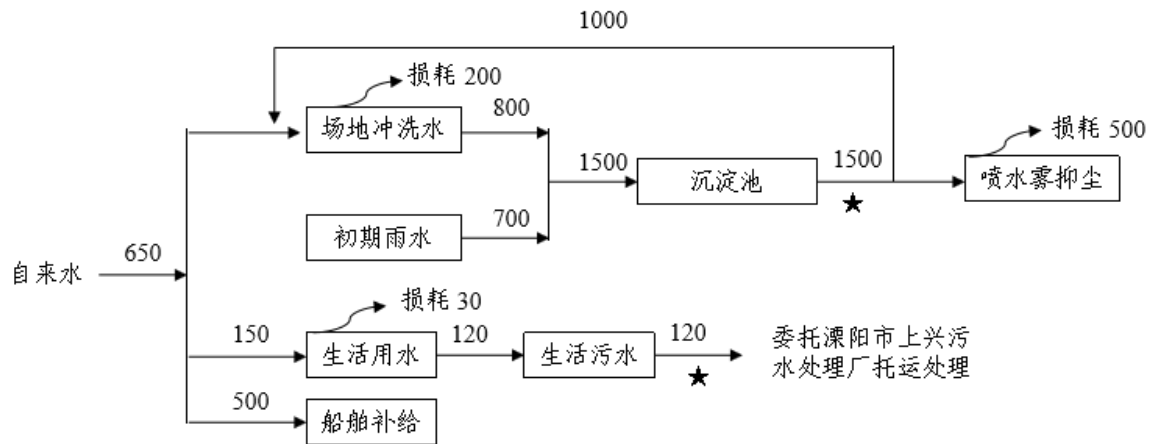 1000
损耗 200
场地冲洗水
800
初期雨水
700
1500
沉淀池
1500
★
损耗 500
喷水雾抑尘
自来水
650
150
损耗 30
生活用水
120
生活污水
120
★
委托溧阳市上兴污
水处理厂托运处理
500
船舶补给